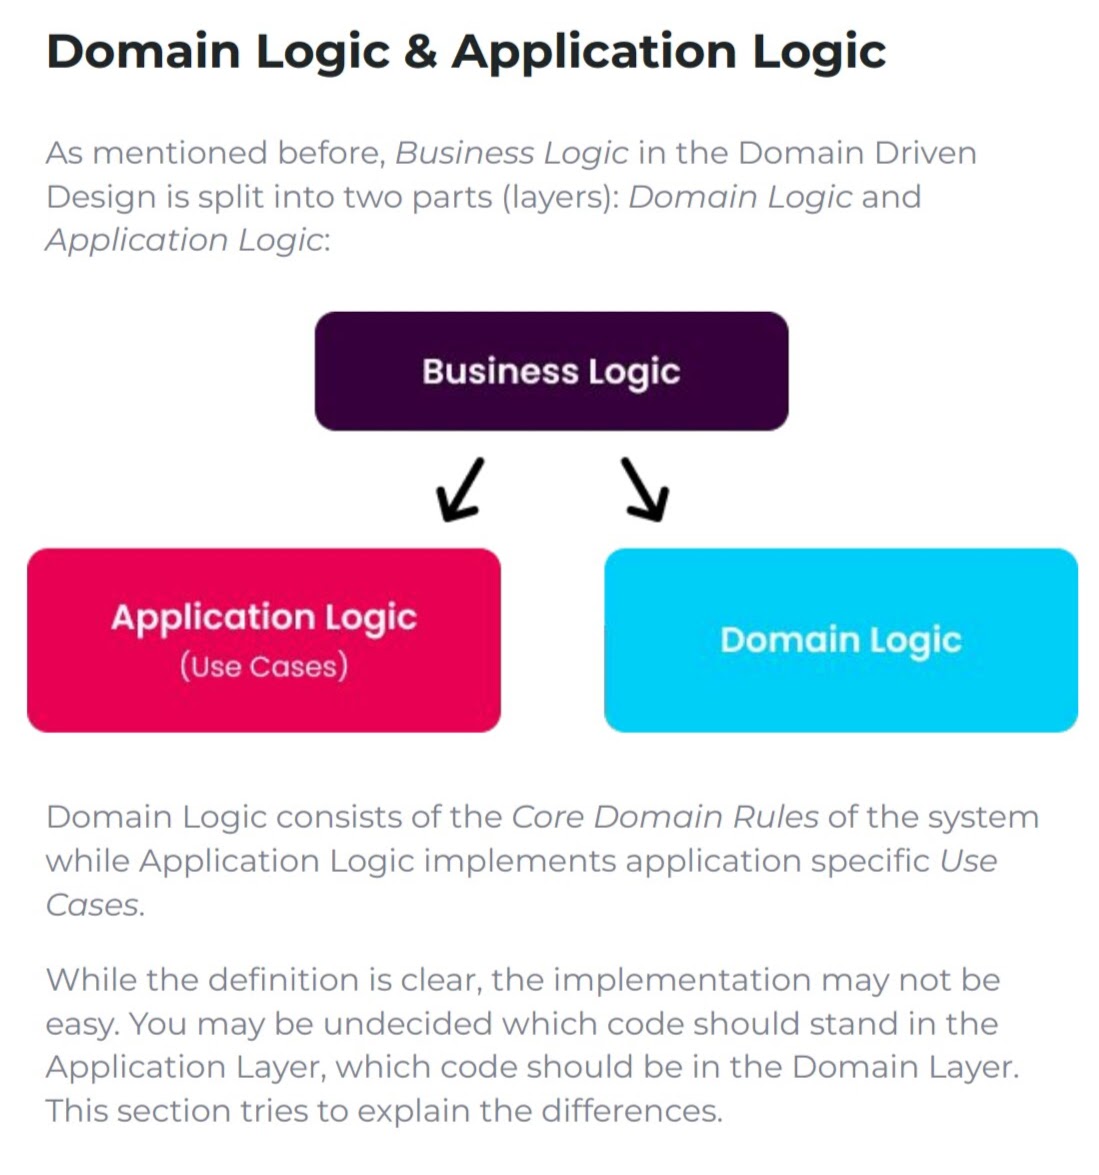 Domain Logic & Application Logic
As mentioned before, Business Logic in the Domain Driven
Design is split into two parts (layers): Domain Logic and
Application Logic:
Business Logic
Application Logic
(Use Cases)
Domain Logic
Domain Logic consists of the Core Domain Rules of the system
while Application Logic implements application specific Use
Cases.
While the definition is clear, the implementation may not be
easy. You may be undecided which code should stand in the
Application Layer, which code should be in the Domain Layer.
This section tries to explain the differences.